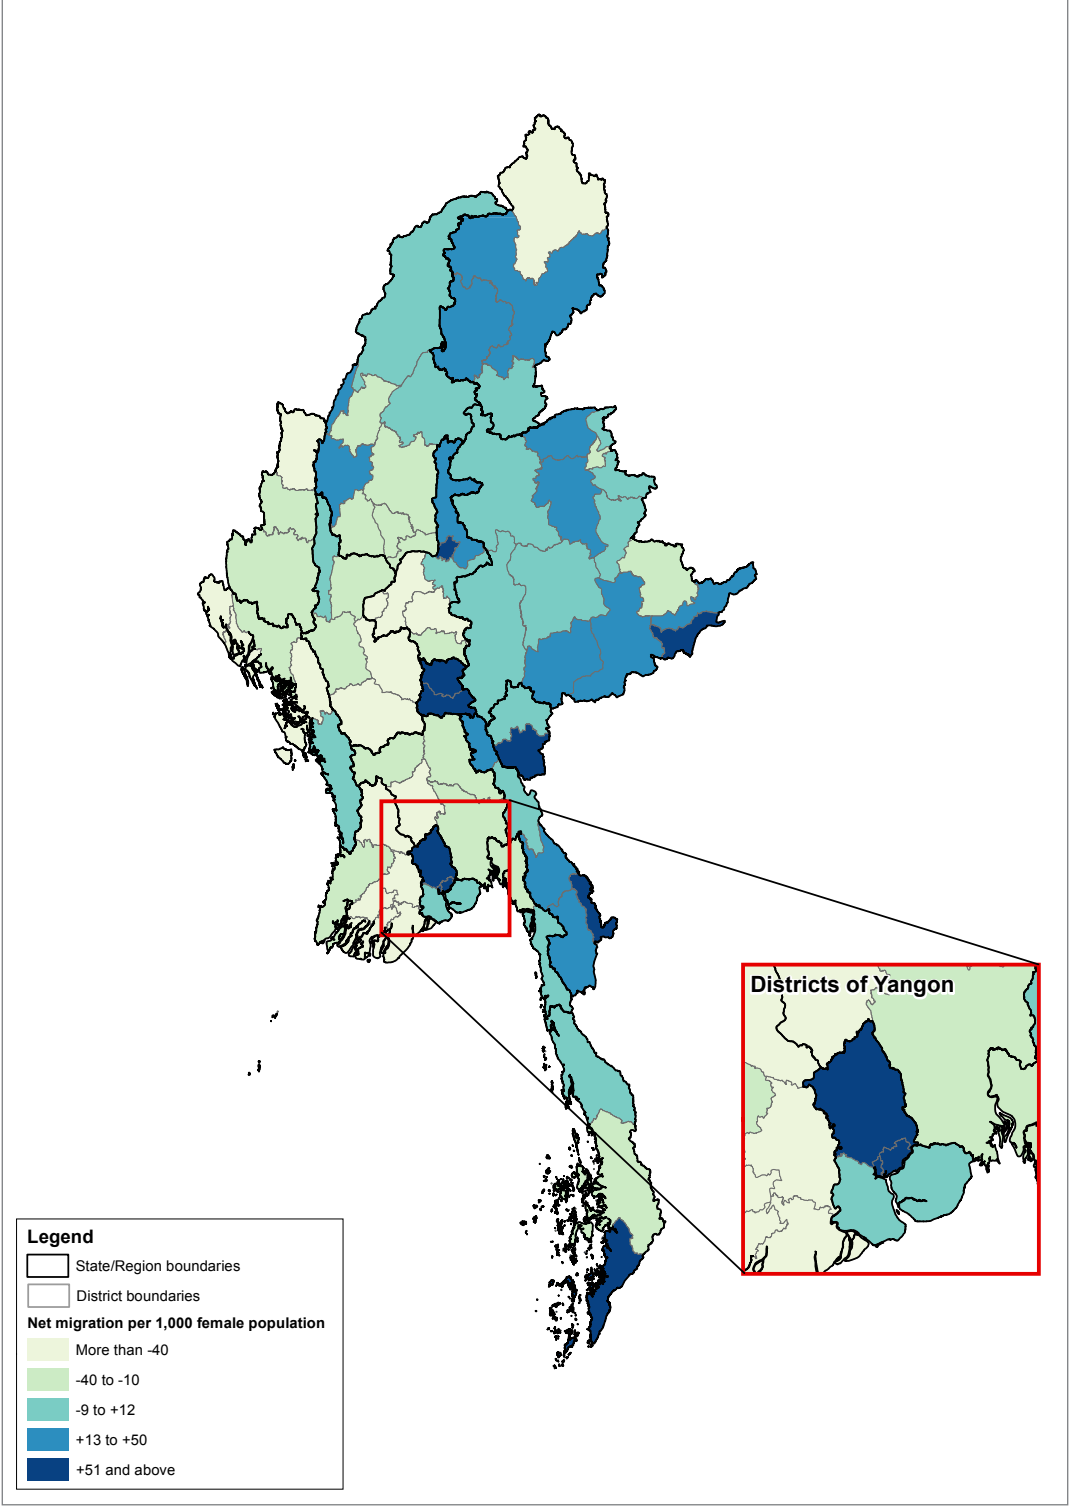 Districts of Yangon
Legend
State/Region boundaries
District boundaries
Net migration per 1,000 female population
More than -40
-40 to -10
-9 to +12
+13 to +50
+51 and above